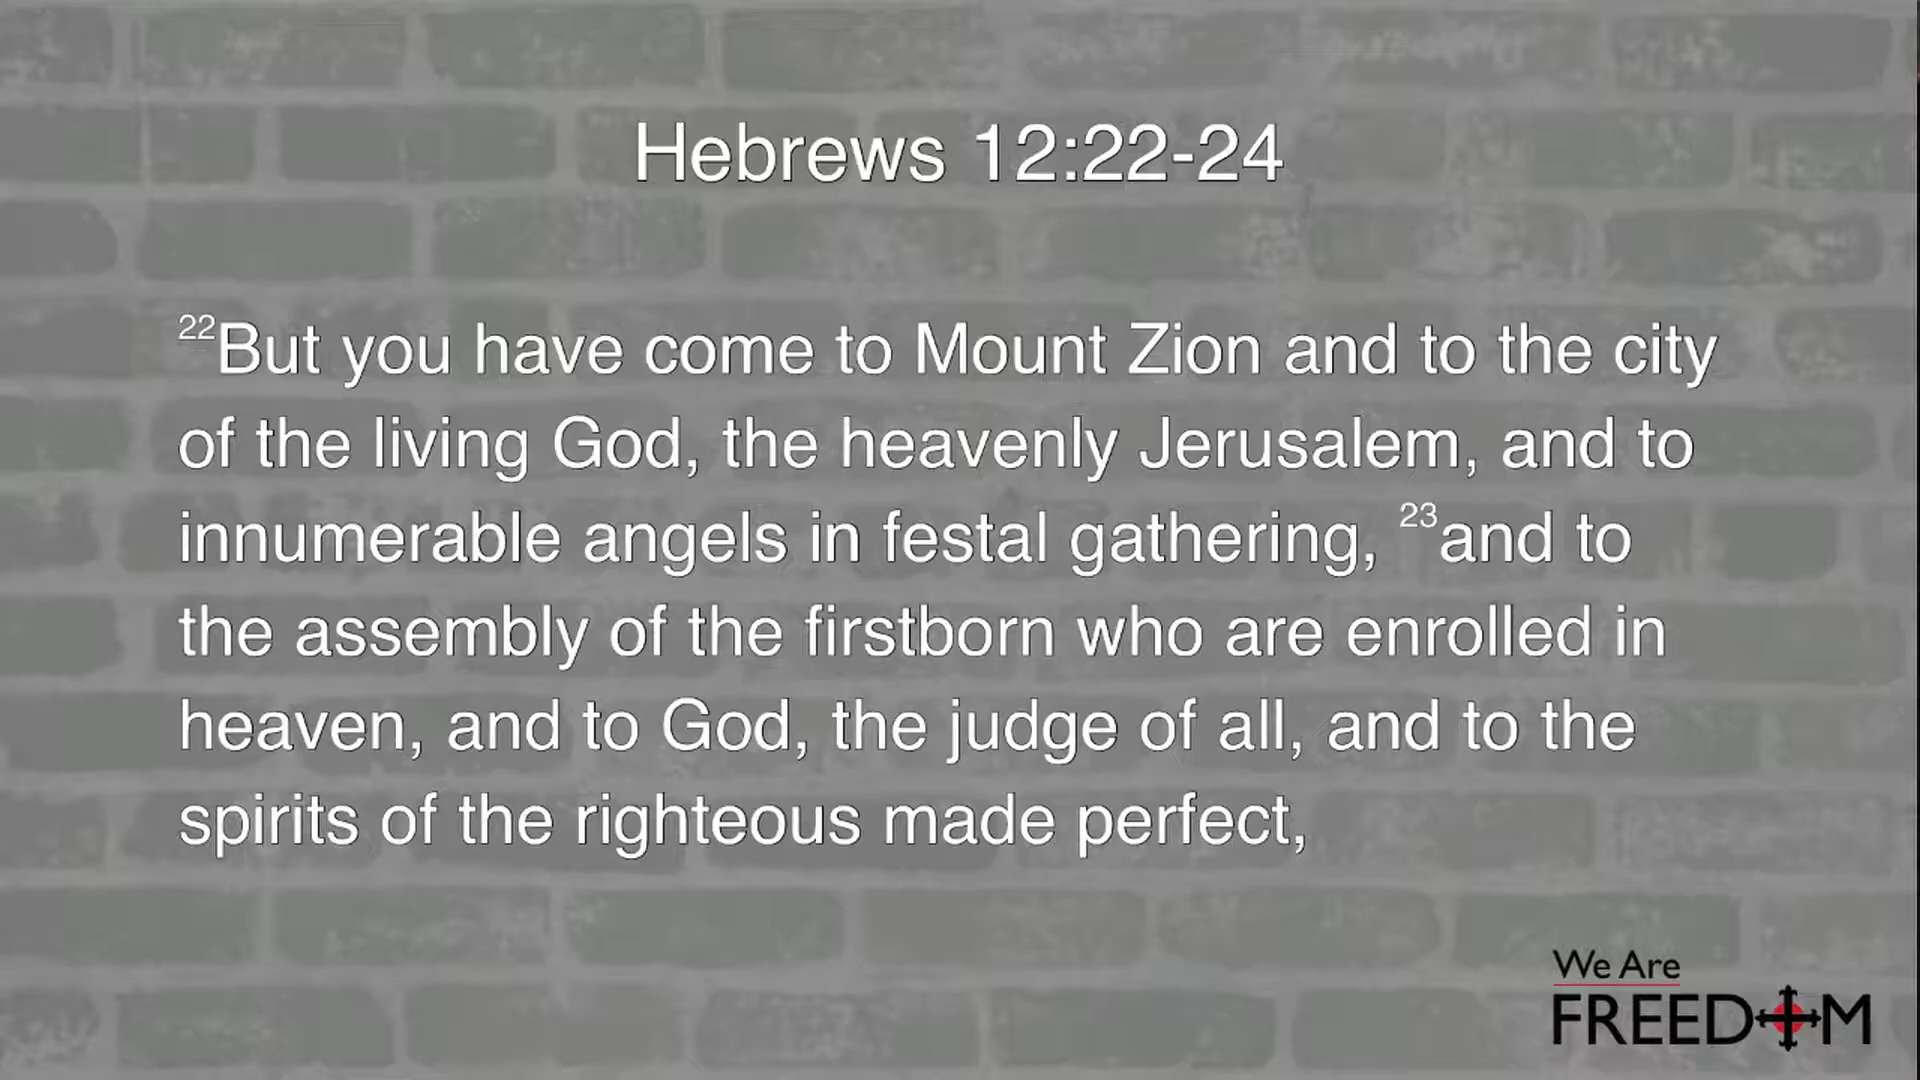 Hebrews 12:22-24
22But you have come to Mount Zion and to the city
of the living God, the heavenly Jerusalem, and to
innumerable angels in festal gathering, 23and to
the assembly of the firstborn who are enrolled in
heaven, and to God, the judge of all, and to the
spirits of the righteous made perfect,
We Are
FREEDOM